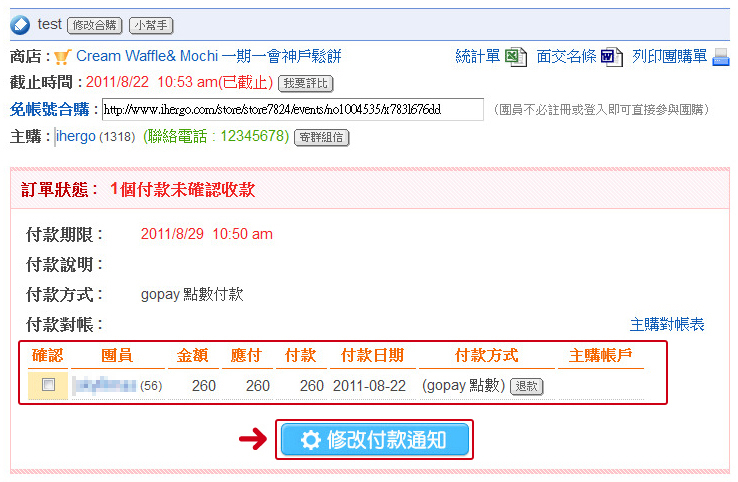 test 修改合購 小幫手
商店： Cream Waffle& Mochi 一期一會神戶鬆餅 統計單 面交名條 列印團購單
截止時間：2011/8/22 10:53 am(已截止) 我要評比
免帳號合購：http://www.ihergo.com/store/store7824/events/no1004535/x7831676dd (團員不必註冊或登入即可直接參與團購)
主購：ihergo (1318) (聯絡電話 : 12345678) 寄群組信
訂單狀態： 1個付款未確認收款
付款期限： 2011/8/29 10:50 am
付款說明：
付款方式： gopay 點數付款
付款對帳： 主購對帳表
確認 團員 金額 應付 付款 付款日期 付款方式 主購帳戶
(56) 260 260 260 2011-08-22 (gopay 點數) 退款
修改付款通知